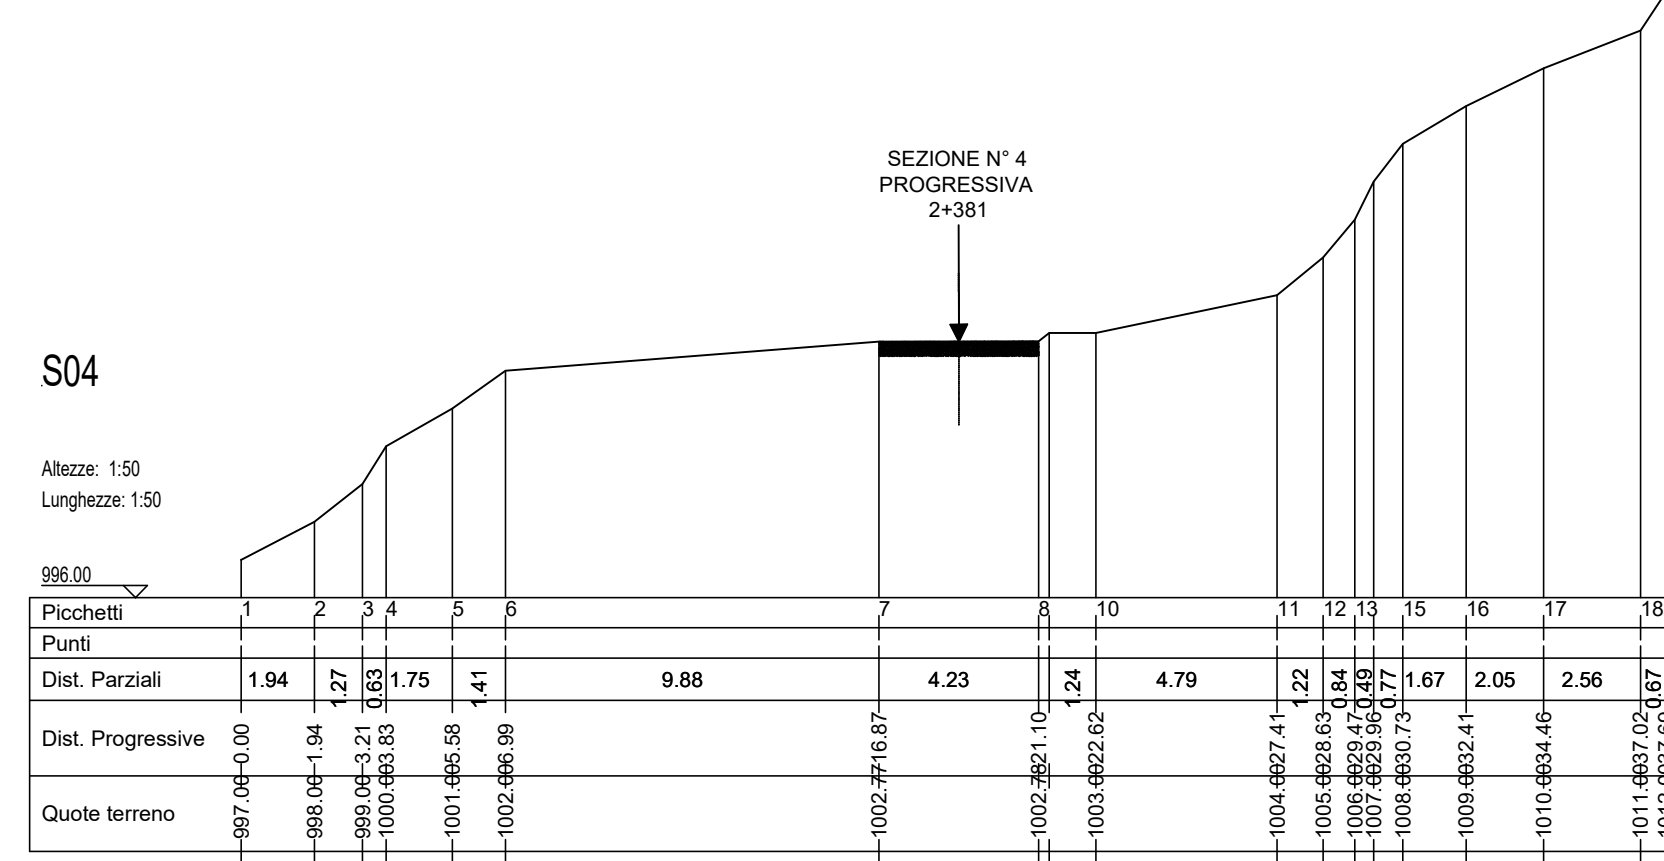 SEZIONE N° 4
PROGRESSIVA
2+381
S04
Altezze: 1:50
Lunghezze: 1:50
996.00
Picchetti 1 2 3 4 5 6 7 8 10 11 12 13 15 16 17 18
Punti
Dist. Parziali 1.94 1.27 0.63 1.75 1.41 9.88 4.23 1.24 4.79 1.22 0.84 0.49 0.77 1.67 2.05 2.56 0.67
Dist. Progressive 0.00 1.94 3.21 3.83 5.58 6.99 16.87 21.10 22.62 27.41 28.63 29.47 29.96 30.73 32.41 34.46 37.02
Quote terreno 997.00 998.00 999.00 1000.00 1001.00 1002.00 1002.77 1002.78 1003.00 1004.00 1005.00 1006.00 1007.00 1008.00 1009.00 1010.00 1011.00